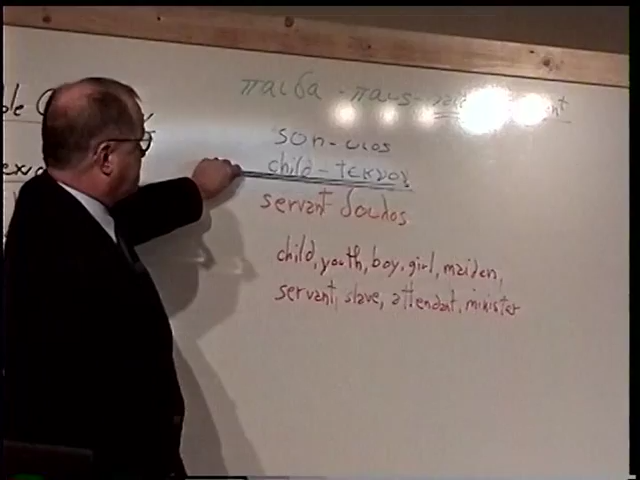 παιδα - παις-
son - υιος
child - τεκνον
servant δουλος
child, youth, boy, girl, maiden,
servant, slave, attendant, minister